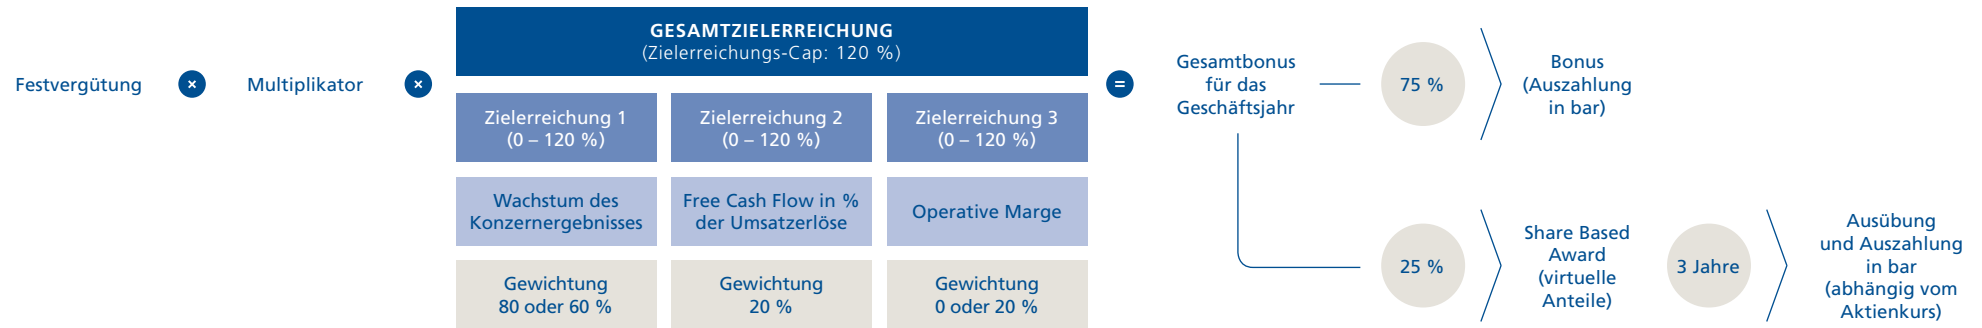 Festvergütung
×
Multiplikator
×
GESAMTZIELERREICHUNG
(Zielerreichungs-Cap: 120 %)
Zielerreichung 1
(0 – 120 %)
Zielerreichung 2
(0 – 120 %)
Zielerreichung 3
(0 – 120 %)
Wachstum des
Konzernergebnisses
Free Cash Flow in %
der Umsatzerlöse
Operative Marge
Gewichtung
80 oder 60 %
Gewichtung
20 %
Gewichtung
0 oder 20 %
=
Gesamtbonus
für das
Geschäftsjahr
75 %
Bonus
(Auszahlung
in bar)
25 %
Share Based
Award
(virtuelle
Anteile)
3 Jahre
Ausübung
und Auszahlung
in bar
(abhängig vom
Aktienkurs)